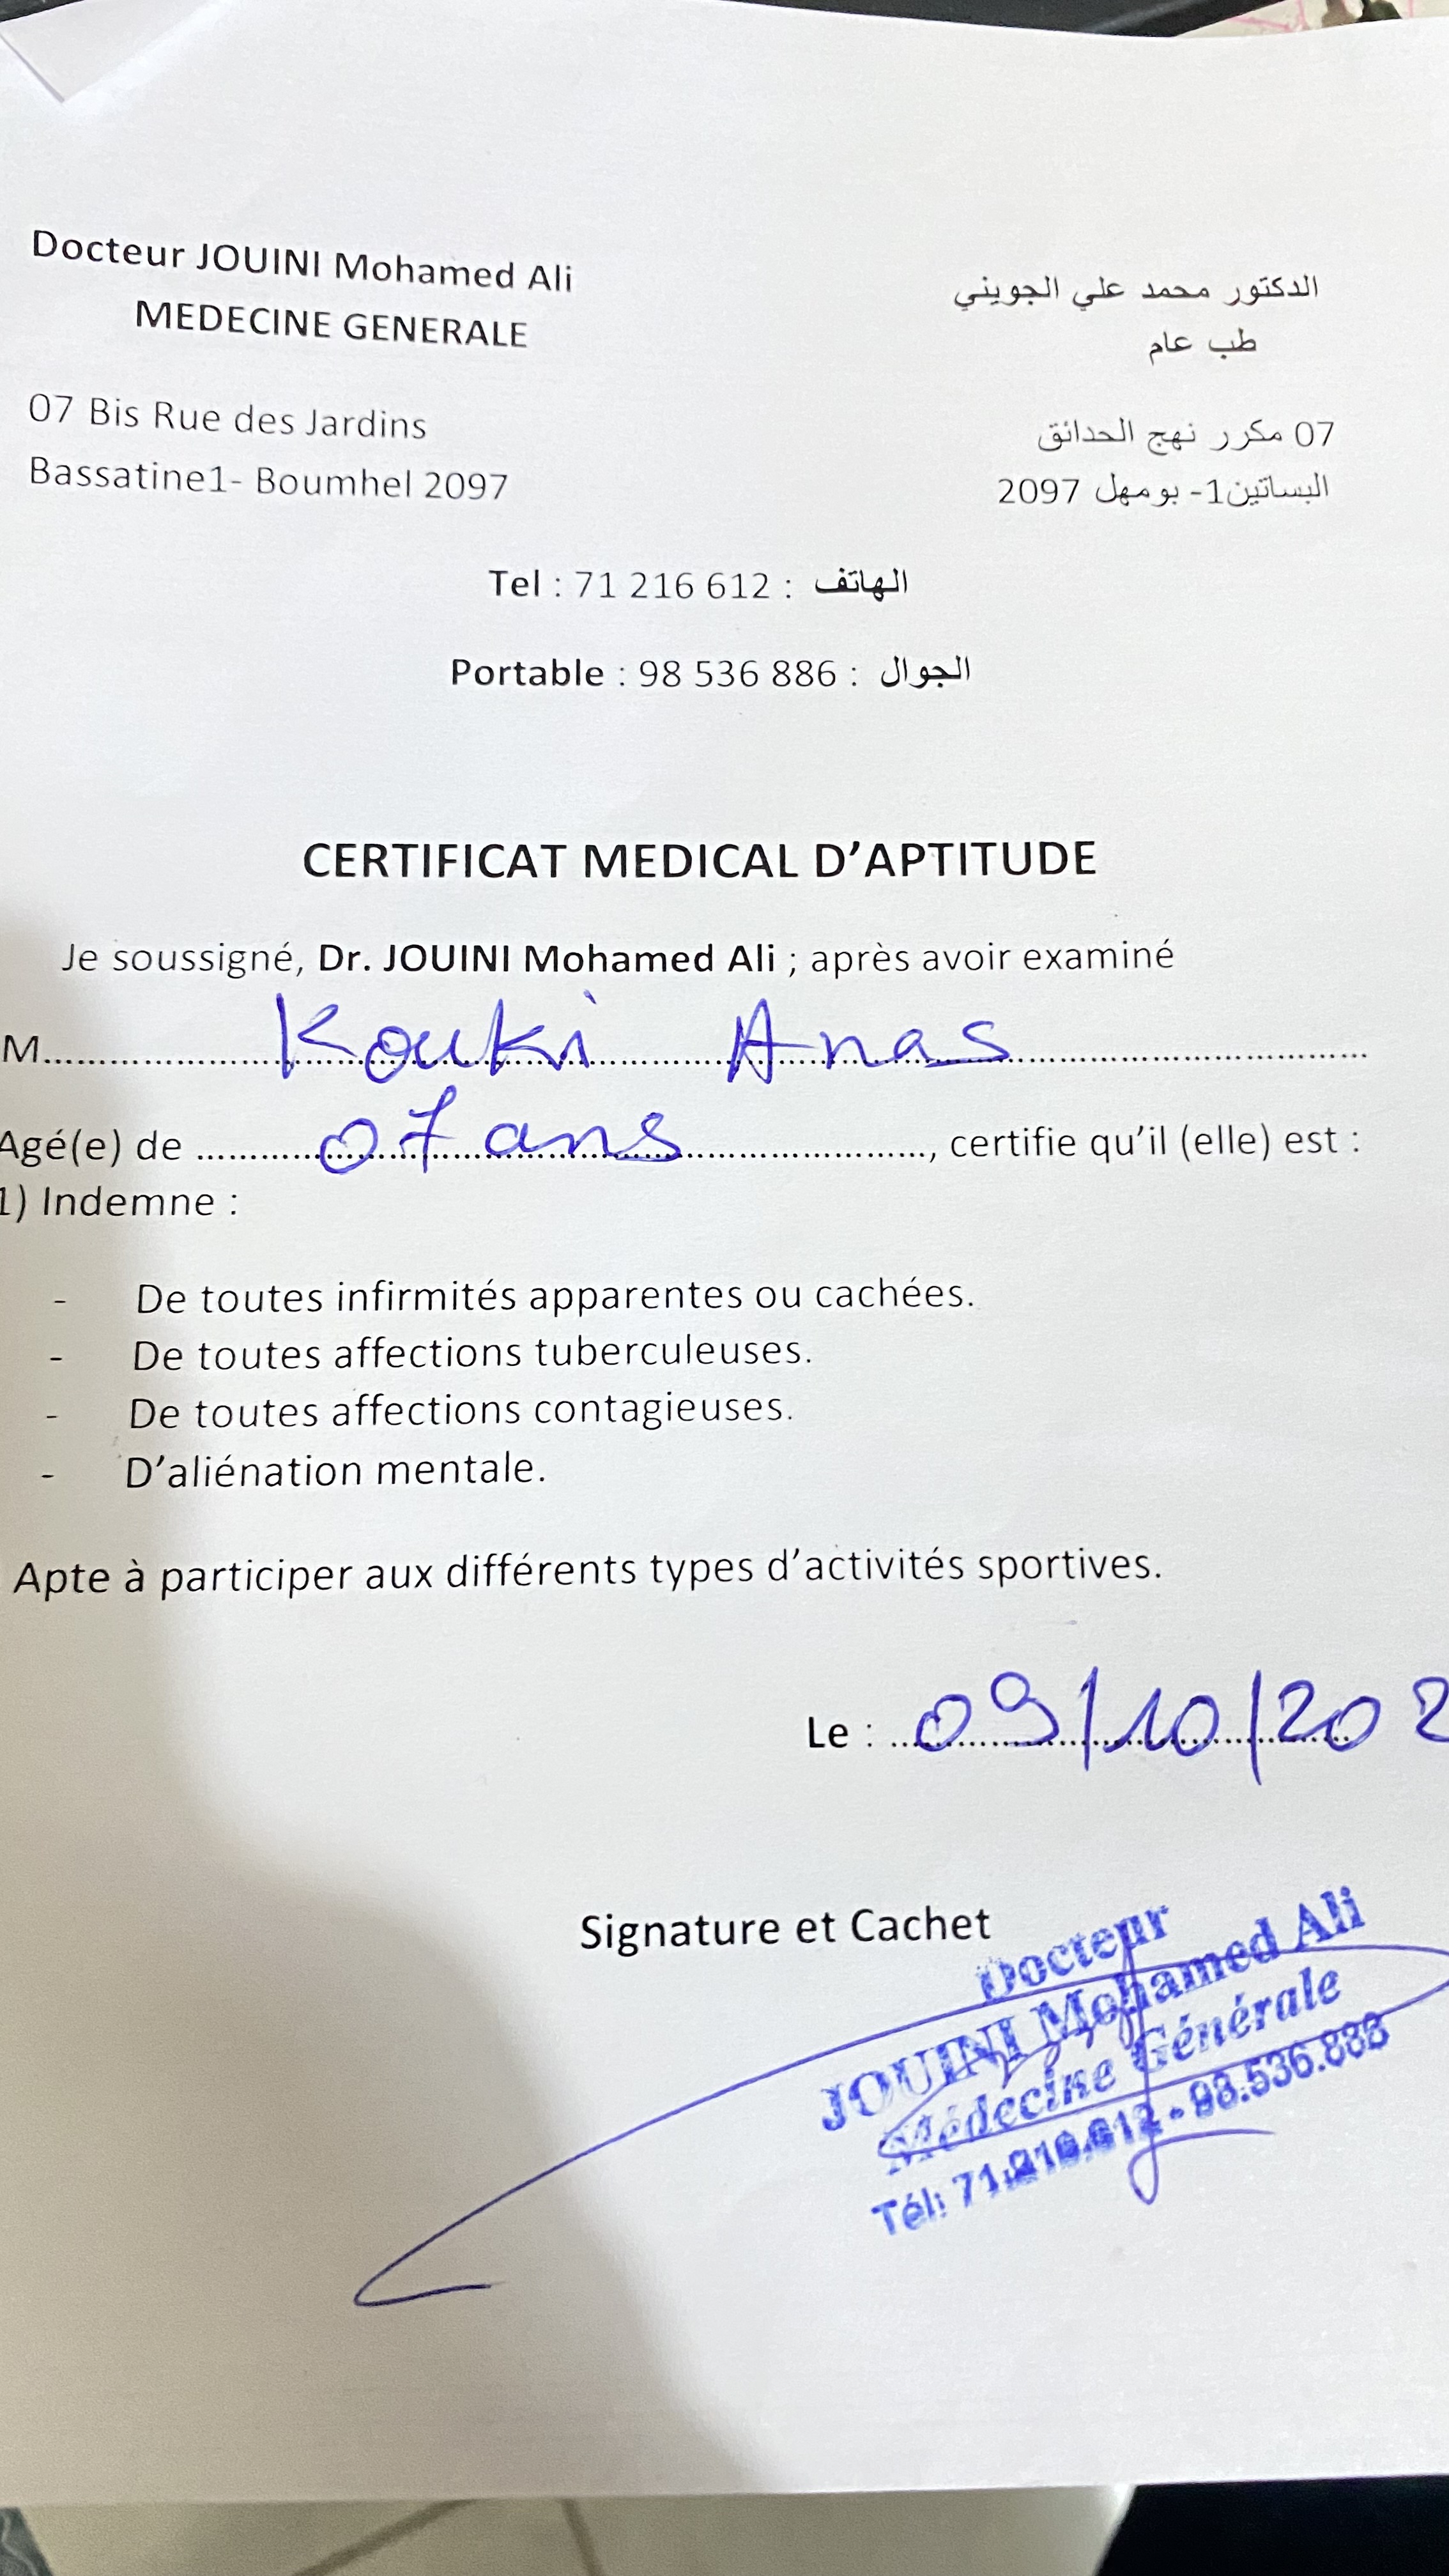 Docteur JOUINI Mohamed Ali
MEDECINE GENERALE
07 Bis Rue des Jardins
Bassatine1- Boumhel 2097
الدكتور محمد علي الجويني
طب عام
07 مكرر نهج الحدائق
البساتين1- بومهل 2097
Tel : 71 216 612 : الهاتف
Portable : 98 536 886 : الجوال
CERTIFICAT MEDICAL D’APTITUDE
Je soussigné, Dr. JOUINI Mohamed Ali ; après avoir examiné
M. Kouki Anas
Agé(e) de 07 ans, certifie qu’il (elle) est :
1) Indemne :
- De toutes infirmités apparentes ou cachées.
- De toutes affections tuberculeuses.
- De toutes affections contagieuses.
- D’aliénation mentale.
Apte à participer aux différents types d’activités sportives.
Le : 09/10/202
Signature et Cachet
Docteur
JOUINI Mohamed Ali
Médecine Générale
Tél: